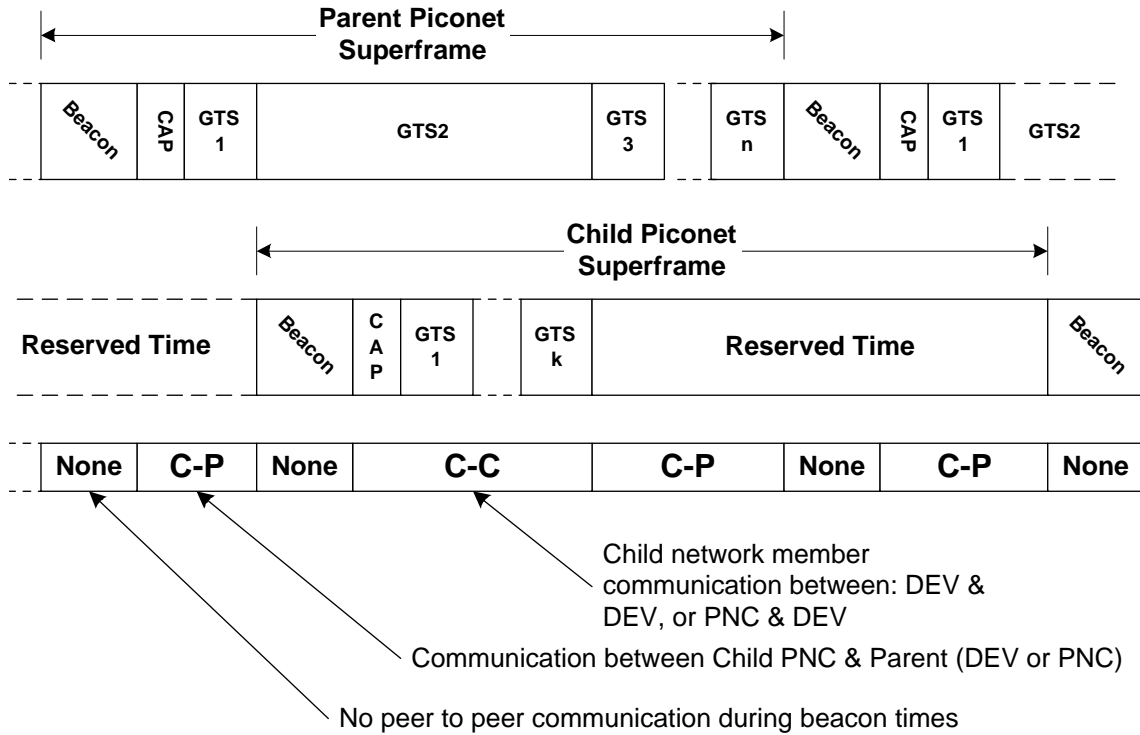 Parent Piconet
Superframe
Beacon
CAP
GTS
1
GTS2
GTS
3
GTS
n
Beacon
CAP
GTS
1
GTS2
Child Piconet
Superframe
Reserved Time
Beacon
C
A
P
GTS
1
GTS
k
Reserved Time
Beacon
None
C-P
None
C-C
C-P
None
C-P
None
Child network member
communication between: DEV &
DEV, or PNC & DEV
Communication between Child PNC & Parent (DEV or PNC)
No peer to peer communication during beacon times